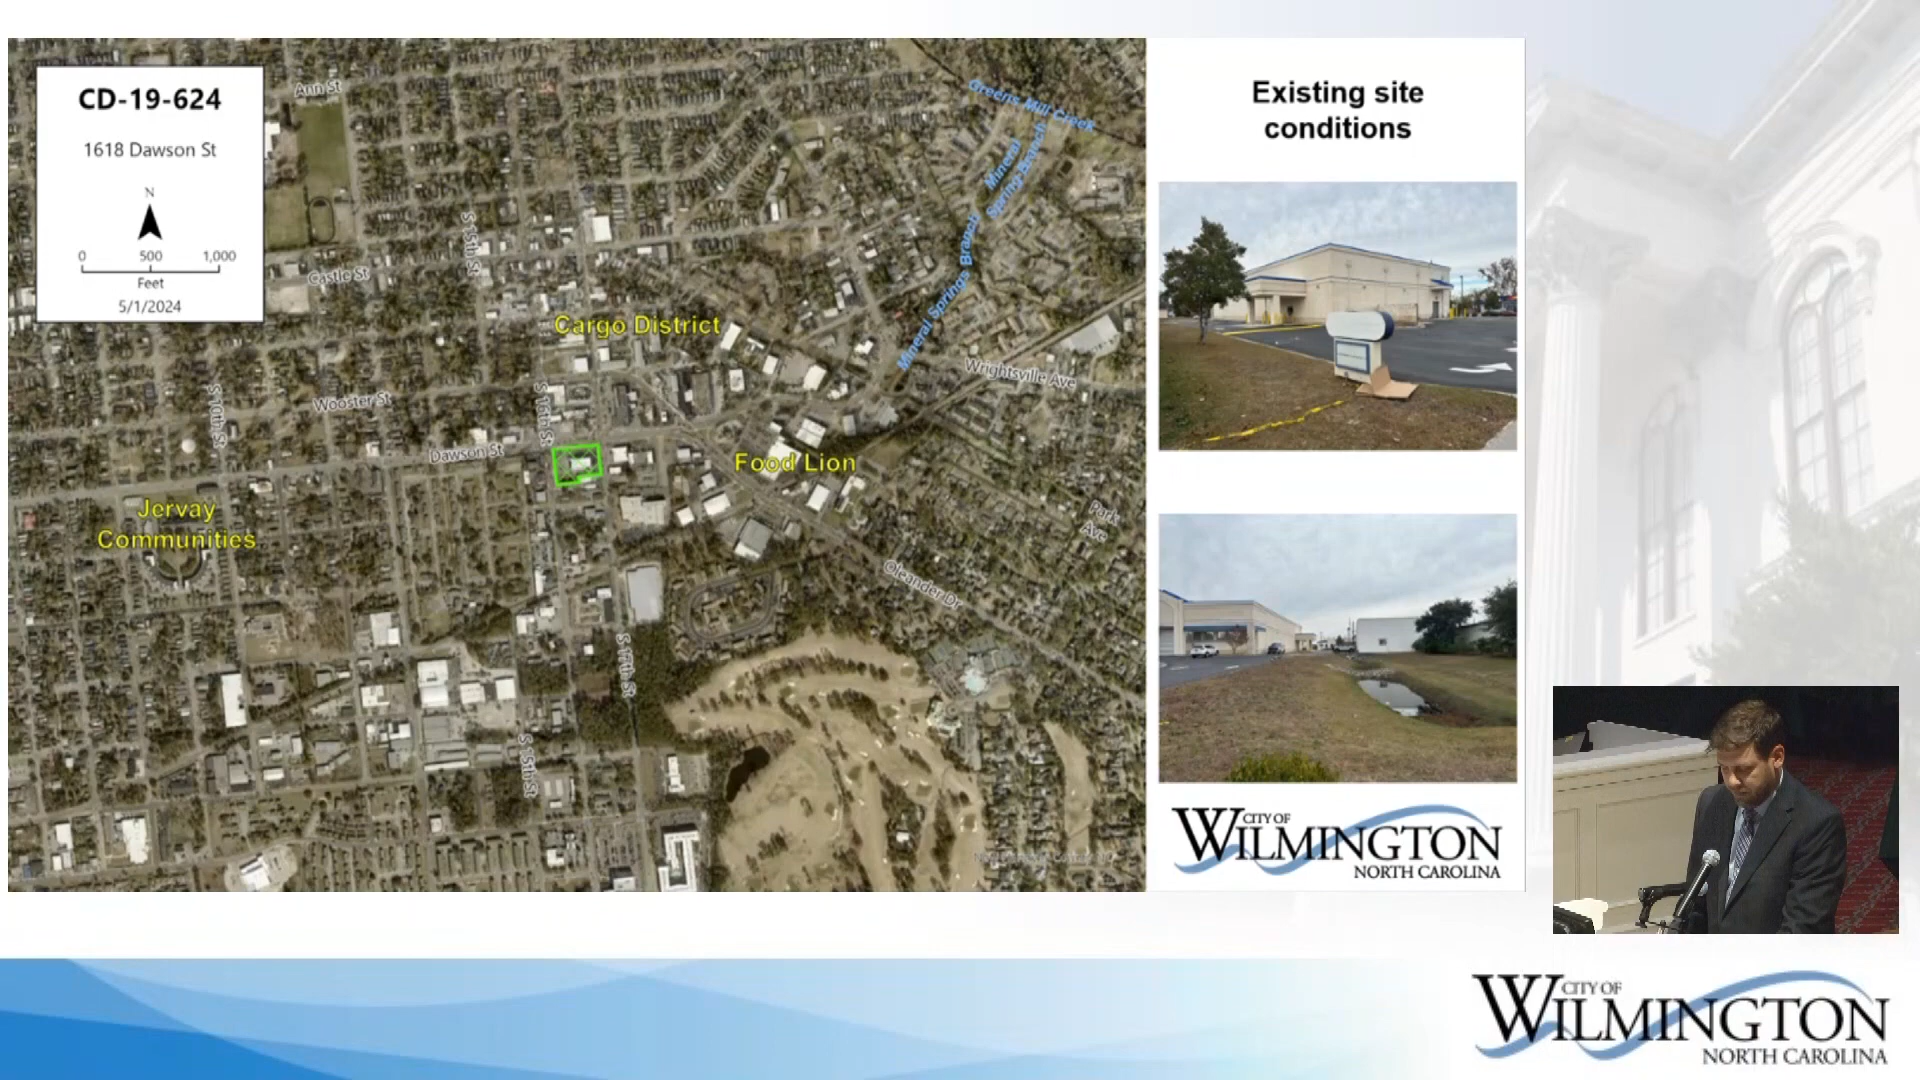 CD-19-624
1618 Dawson St
N
0 500 1,000
Feet
5/1/2024
Ann St
Castle St
S 15th St
S 10th St
Wooster St
S 16th St
Dawson St
Cargo District
Greens Mill Creek
Mineral
Spring Branch
Mineral Springs Branch
Wrightsville Ave
Food Lion
Jervay
Communities
Park
Ave
Oleander Dr
S 17th St
S 15th St
Existing site
conditions
CITY OF
WILMINGTON
NORTH CAROLINA
CITY OF
WILMINGTON
NORTH CAROLINA